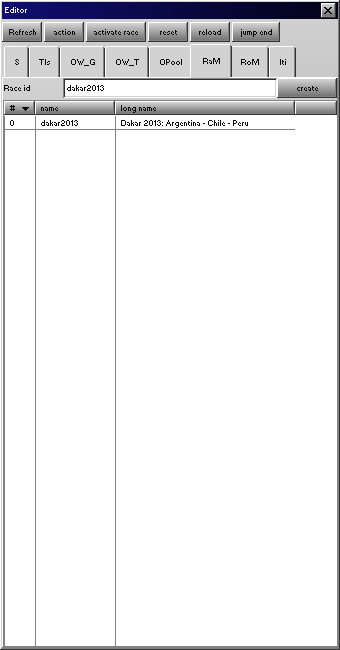 Editor
Refresh action activate race reset reload jump end
S Tls OW_G OW_T OPool RaM RoM Iti
Race id dakar2013 create
# name long name
0 dakar2013 Dakar 2013: Argentina - Chile - Peru